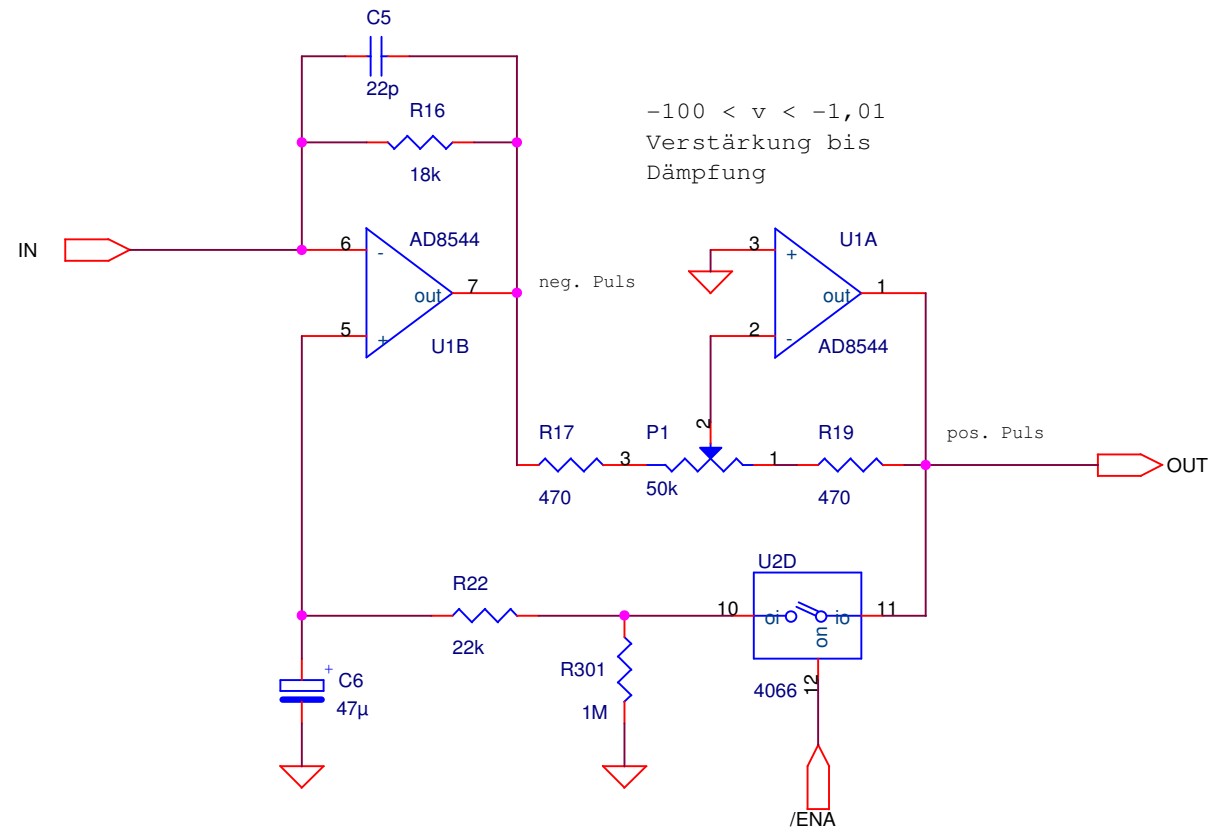 C5
22p
R16
18k
-100 < v < -1,01
Verstärkung bis
Dämpfung
IN
6
-
AD8544
out
7
neg. Puls
5
+
U1B
3
+
U1A
out
1
2
-
AD8544
R17
470
3
P1
50k
2
1
R19
470
pos. Puls
OUT
R22
22k
R301
1M
+
C6
47µ
U2D
10
oi
io
11
on
4066
12
/ENA